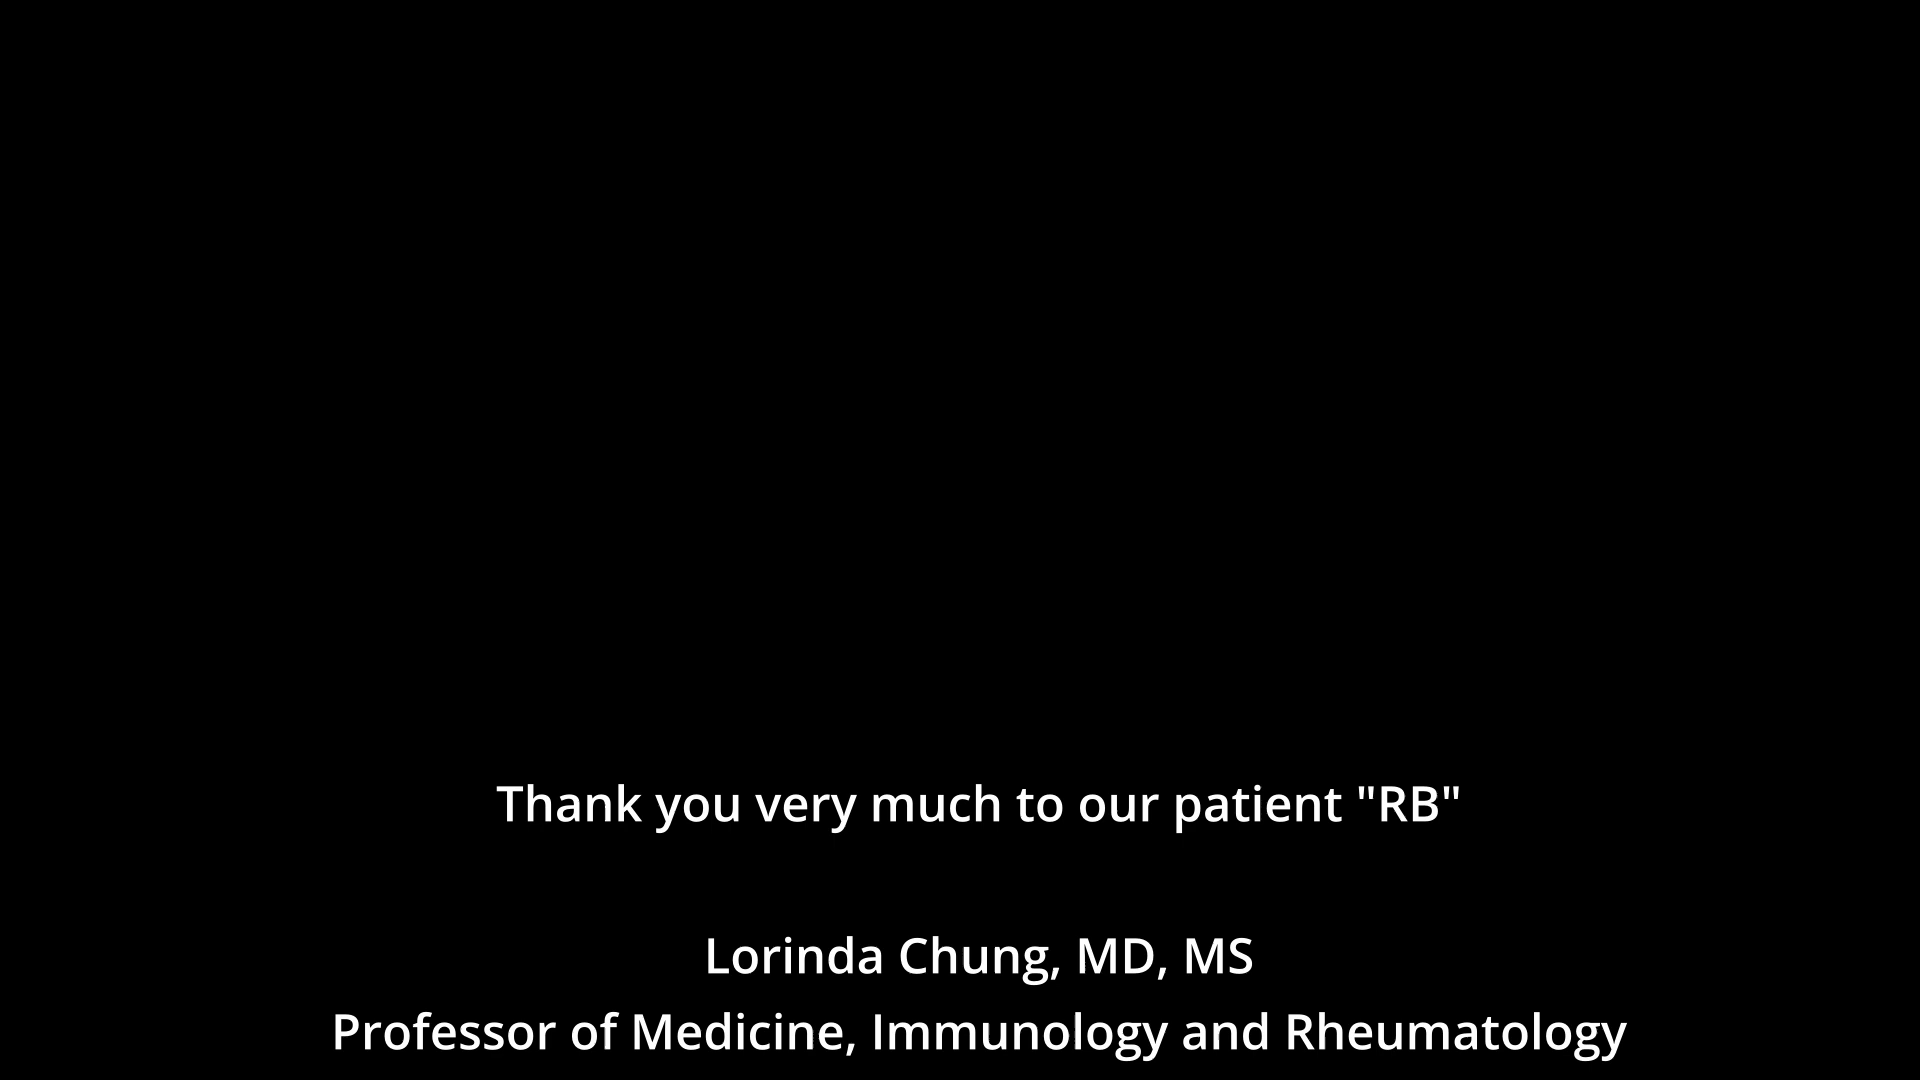 Thank you very much to our patient "RB"
Lorinda Chung, MD, MS
Professor of Medicine, Immunology and Rheumatology